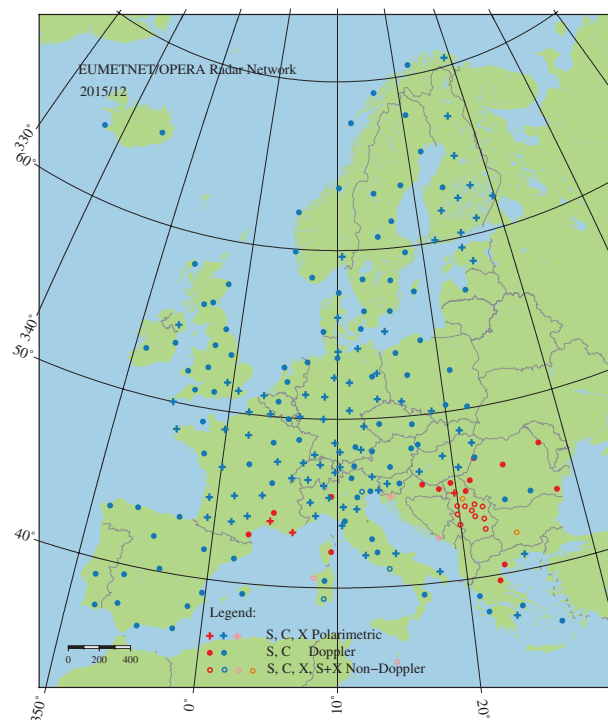 EUMETNET/OPERA Radar Network
2015/12
330°
60°
340°
50°
40°
Legend:
S, C, X Polarimetric
S, C Doppler
S, C, X, S+X Non-Doppler
0 200 400
350°
0°
10°
20°